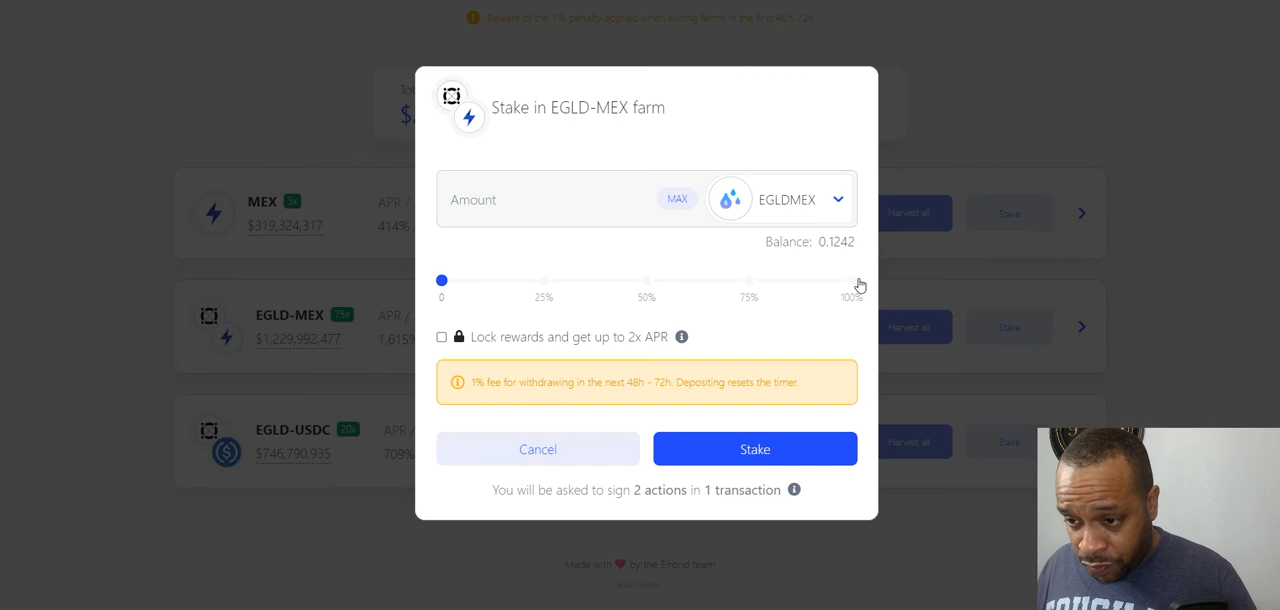 Beware of the 1% penalty applied when exiting farms in the first 48h-72h
Stake in EGLD-MEX farm
Amount
MAX
EGLDMEX
Balance: 0.1242
0
25%
50%
75%
100%
Lock rewards and get up to 2x APR
1% fee for withdrawing in the next 48h - 72h. Depositing resets the timer.
Cancel
Stake
You will be asked to sign 2 actions in 1 transaction
MEX 5x
$319,324,317
APR /
414%
Harvest all
Stake
EGLD-MEX 75x
$1,229,992,477
APR /
1,615%
Harvest all
Stake
EGLD-USDC 20x
$746,790,935
APR /
709%
Harvest all
Stake
Made with ❤ by the Elrond team